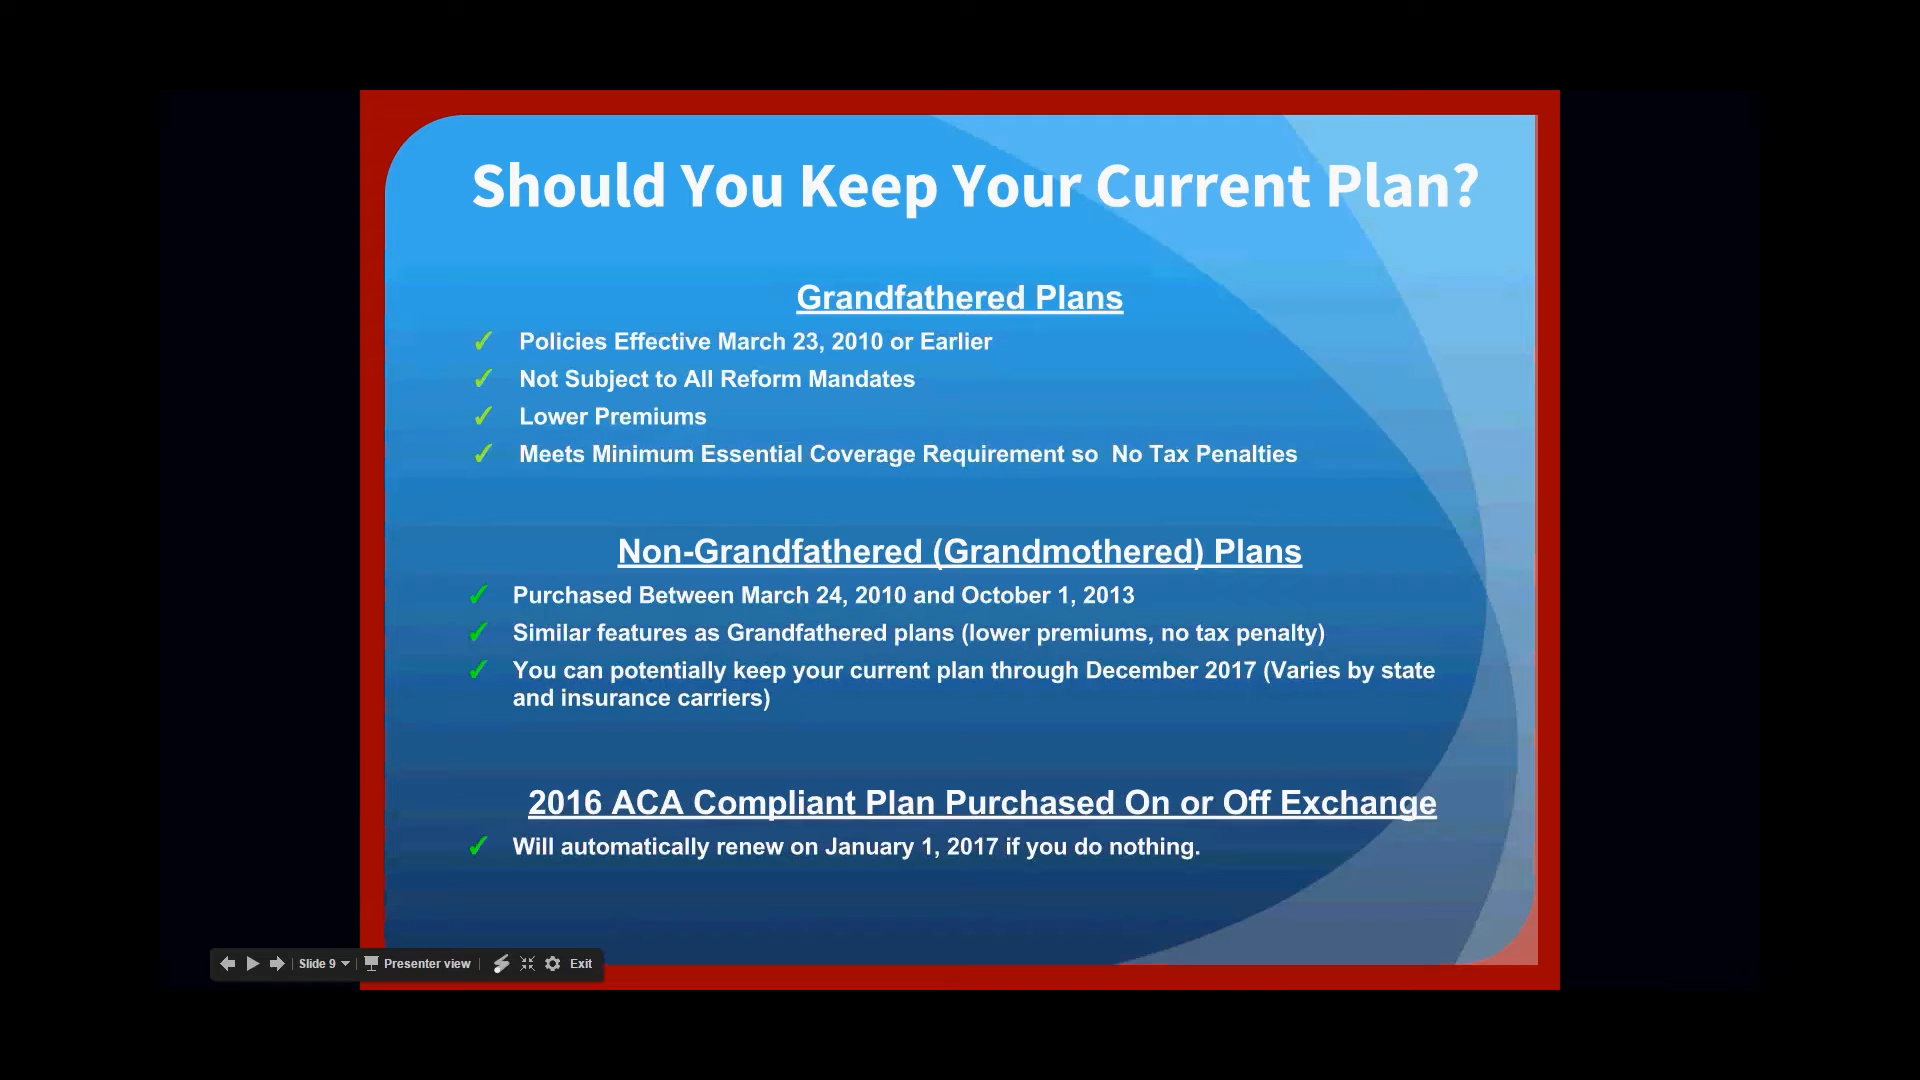 Should You Keep Your Current Plan?
Grandfathered Plans
✓ Policies Effective March 23, 2010 or Earlier
✓ Not Subject to All Reform Mandates
✓ Lower Premiums
✓ Meets Minimum Essential Coverage Requirement so  No Tax Penalties
Non-Grandfathered (Grandmothered) Plans
✓ Purchased Between March 24, 2010 and October 1, 2013
✓ Similar features as Grandfathered plans (lower premiums, no tax penalty)
✓ You can potentially keep your current plan through December 2017 (Varies by state
and insurance carriers)
2016 ACA Compliant Plan Purchased On or Off Exchange
✓ Will automatically renew on January 1, 2017 if you do nothing.
Slide 9 Presenter view Exit